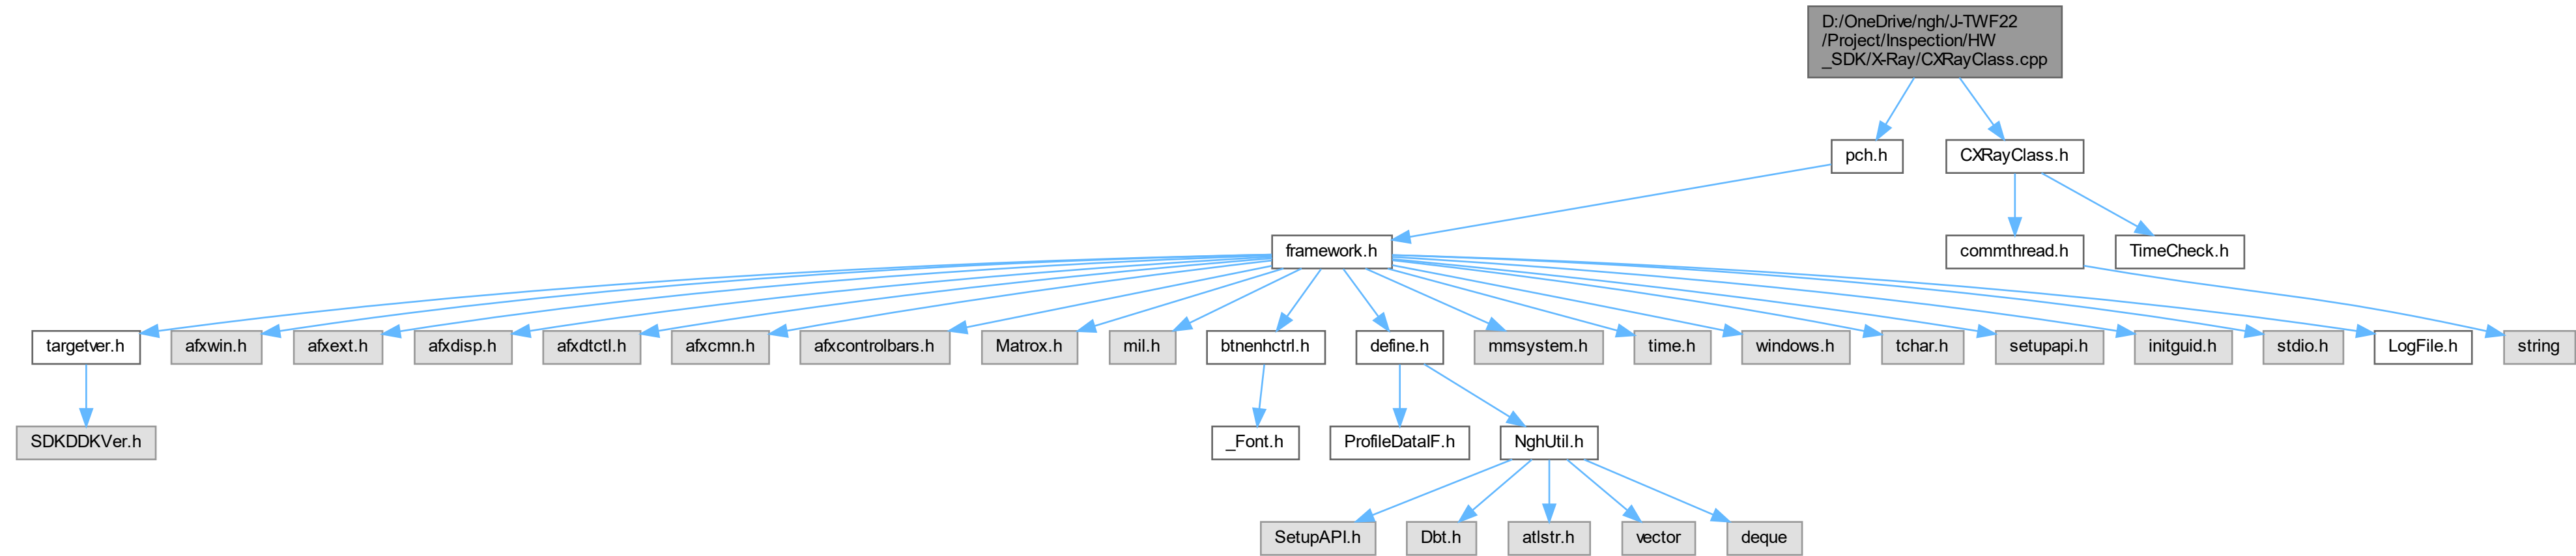 D:/OneDrive/ngh/J-TWF22
/Project/Inspection/HW
_SDK/X-Ray/CXRayClass.cpp
pch.h
CXRayClass.h
framework.h
commthread.h
TimeCheck.h
targetver.h
afxwin.h
afxext.h
afxdisp.h
afxdtctl.h
afxcmn.h
afxcontrolbars.h
Matrox.h
mil.h
btnenhctrl.h
define.h
mmsystem.h
time.h
windows.h
tchar.h
setupapi.h
initguid.h
stdio.h
LogFile.h
string
SDKDDKVer.h
_Font.h
ProfileDataIF.h
NghUtil.h
SetupAPI.h
Dbt.h
atlstr.h
vector
deque